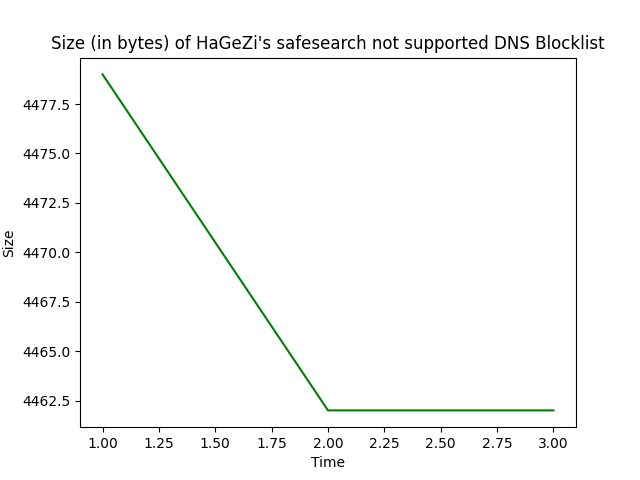 Size (in bytes) of HaGeZi's safesearch not supported DNS Blocklist
4477.5
4475.0
4472.5
4470.0
4467.5
4465.0
4462.5
Size
1.00 1.25 1.50 1.75 2.00 2.25 2.50 2.75 3.00
Time